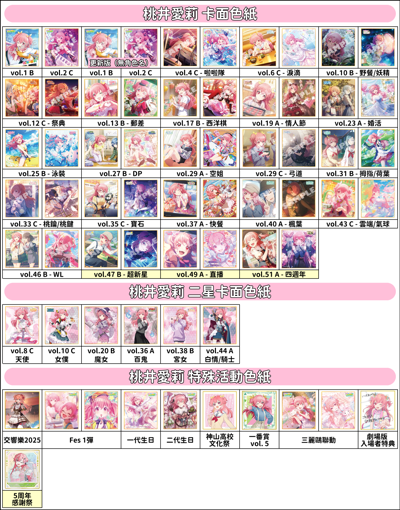 桃井愛莉 卡面色紙
更新版（無角色名）
vol.1 B vol.2 C vol.1 B vol.2 C vol.4 C - 啦啦隊 vol.6 C - 淚滴 vol.10 B - 野餐/妖精
vol.12 C - 祭典 vol.13 B - 郵差 vol.17 B - 西洋棋 vol.19 A - 情人節 vol.23 A - 婚活
vol.25 B - 泳裝 vol.27 B - DP vol.29 A - 空姐 vol.29 C - 弓道 vol.31 B - 拇指/荷葉
vol.33 C - 桃鐘/桃鍵 vol.35 C - 寶石 vol.37 A - 快餐 vol.40 A - 楓葉 vol.43 C - 雲端/氣球
vol.46 B - WL vol.47 B - 超新星 vol.49 A - 直播 vol.51 A - 四週年
桃井愛莉 二星卡面色紙
vol.8 C vol.10 C vol.20 B vol.36 A vol.38 B vol.44 A
天使 女僕 魔女 百鬼 宮女 白情/騎士
桃井愛莉 特殊活動色紙
交響樂2025 Fes 1彈 一代生日 二代生日 神山高校 一番賞 三麗鷗聯動 劇場版
文化祭 vol. 5 入場者特典
5周年
感謝祭